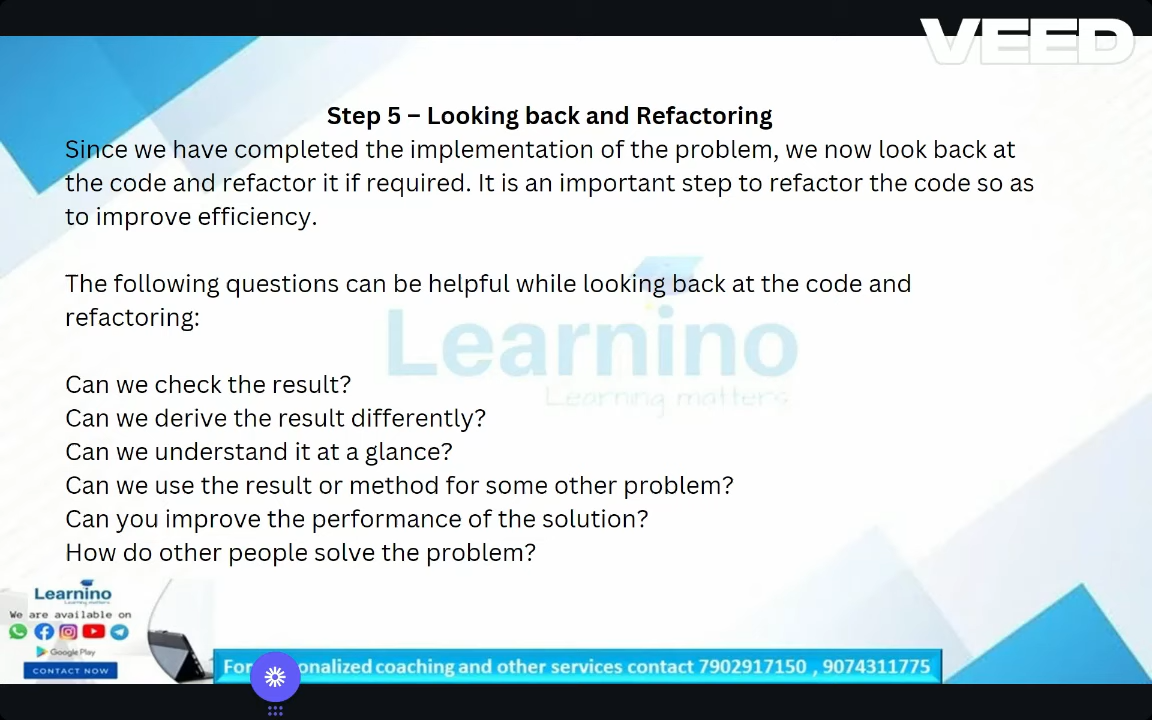 VEED
Step 5 – Looking back and Refactoring
Since we have completed the implementation of the problem, we now look back at
the code and refactor it if required. It is an important step to refactor the code so as
to improve efficiency.
The following questions can be helpful while looking back at the code and
refactoring:
Learnino
Learning matters
Can we check the result?
Can we derive the result differently?
Can we understand it at a glance?
Can we use the result or method for some other problem?
Can you improve the performance of the solution?
How do other people solve the problem?
Learnino
Learning matters
We are available on
Google Play
CONTACT NOW
For onalized coaching and other services contact 7902917150 , 9074311775